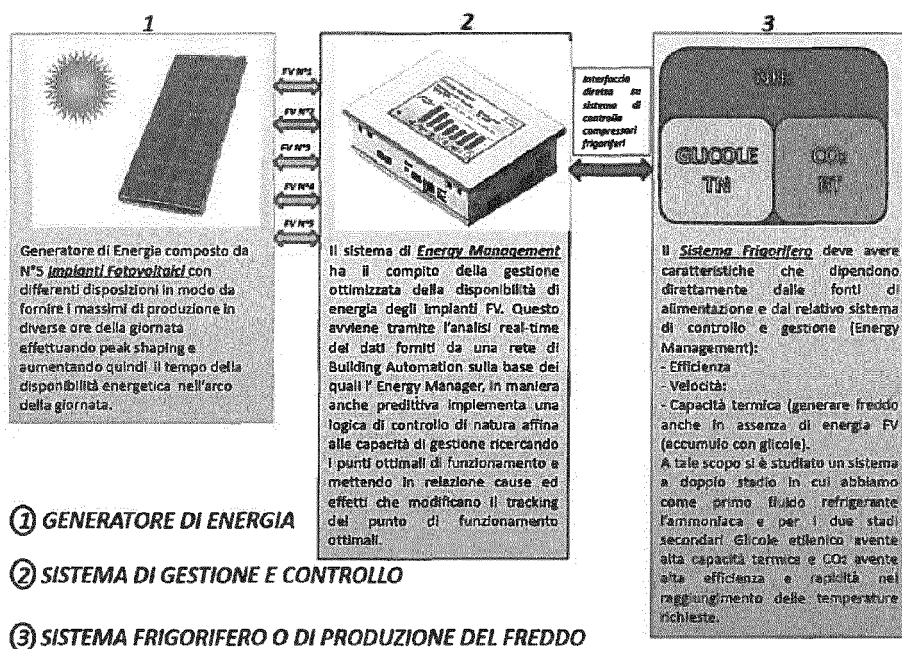 1
FV N°1
FV N°2
FV N°3
FV N°4
FV N°5
Generatore di Energia composto da
N°5 Impianti Fotovoltaici con
differenti disposizioni in modo da
fornire i massimi di produzione in
diverse ore della giornata
effettuando peak shaping e
aumentando quindi il tempo della
disponibilità energetica nell'arco
della giornata.
2
Il sistema di Energy Management
ha il compito della gestione
ottimizzata della disponibilità di
energia degli impianti FV. Questo
avviene tramite l'analisi real-time
dei dati forniti da una rete di
Building Automation sulla base dei
quali l' Energy Manager, in maniera
anche predittiva implementa una
logica di controllo di natura affina
alle capacità di gestione ricercando
i punti ottimali di funzionamento e
mettendo in relazione cause ed
effetti che modificano il tracking
del punto di funzionamento
ottimali.
Interfaccia
diretta su
sistema di
controllo
compressori
frigoriferi
3
GLICOLE
TN
CO₂
BT
Il Sistema Frigorifero deve avere
caratteristiche che dipendono
direttamente dalle fonti di
alimentazione e dal relativo sistema
di controllo e gestione (Energy
Management):
- Efficienza
- Velocità:
- Capacità termica (generare freddo
anche in assenza di energia FV
(accumulo con glicole).
A tale scopo si è studiato un sistema
a doppio stadio in cui abbiamo
come primo fluido refrigerante
l'ammoniaca e per i due stadi
secondari Glicole etilenico avente
alta capacità termica e CO₂ avente
alta efficienza e rapidità nel
raggiungimento delle temperature
richieste.
① GENERATORE DI ENERGIA
② SISTEMA DI GESTIONE E CONTROLLO
③ SISTEMA FRIGORIFERO O DI PRODUZIONE DEL FREDDO